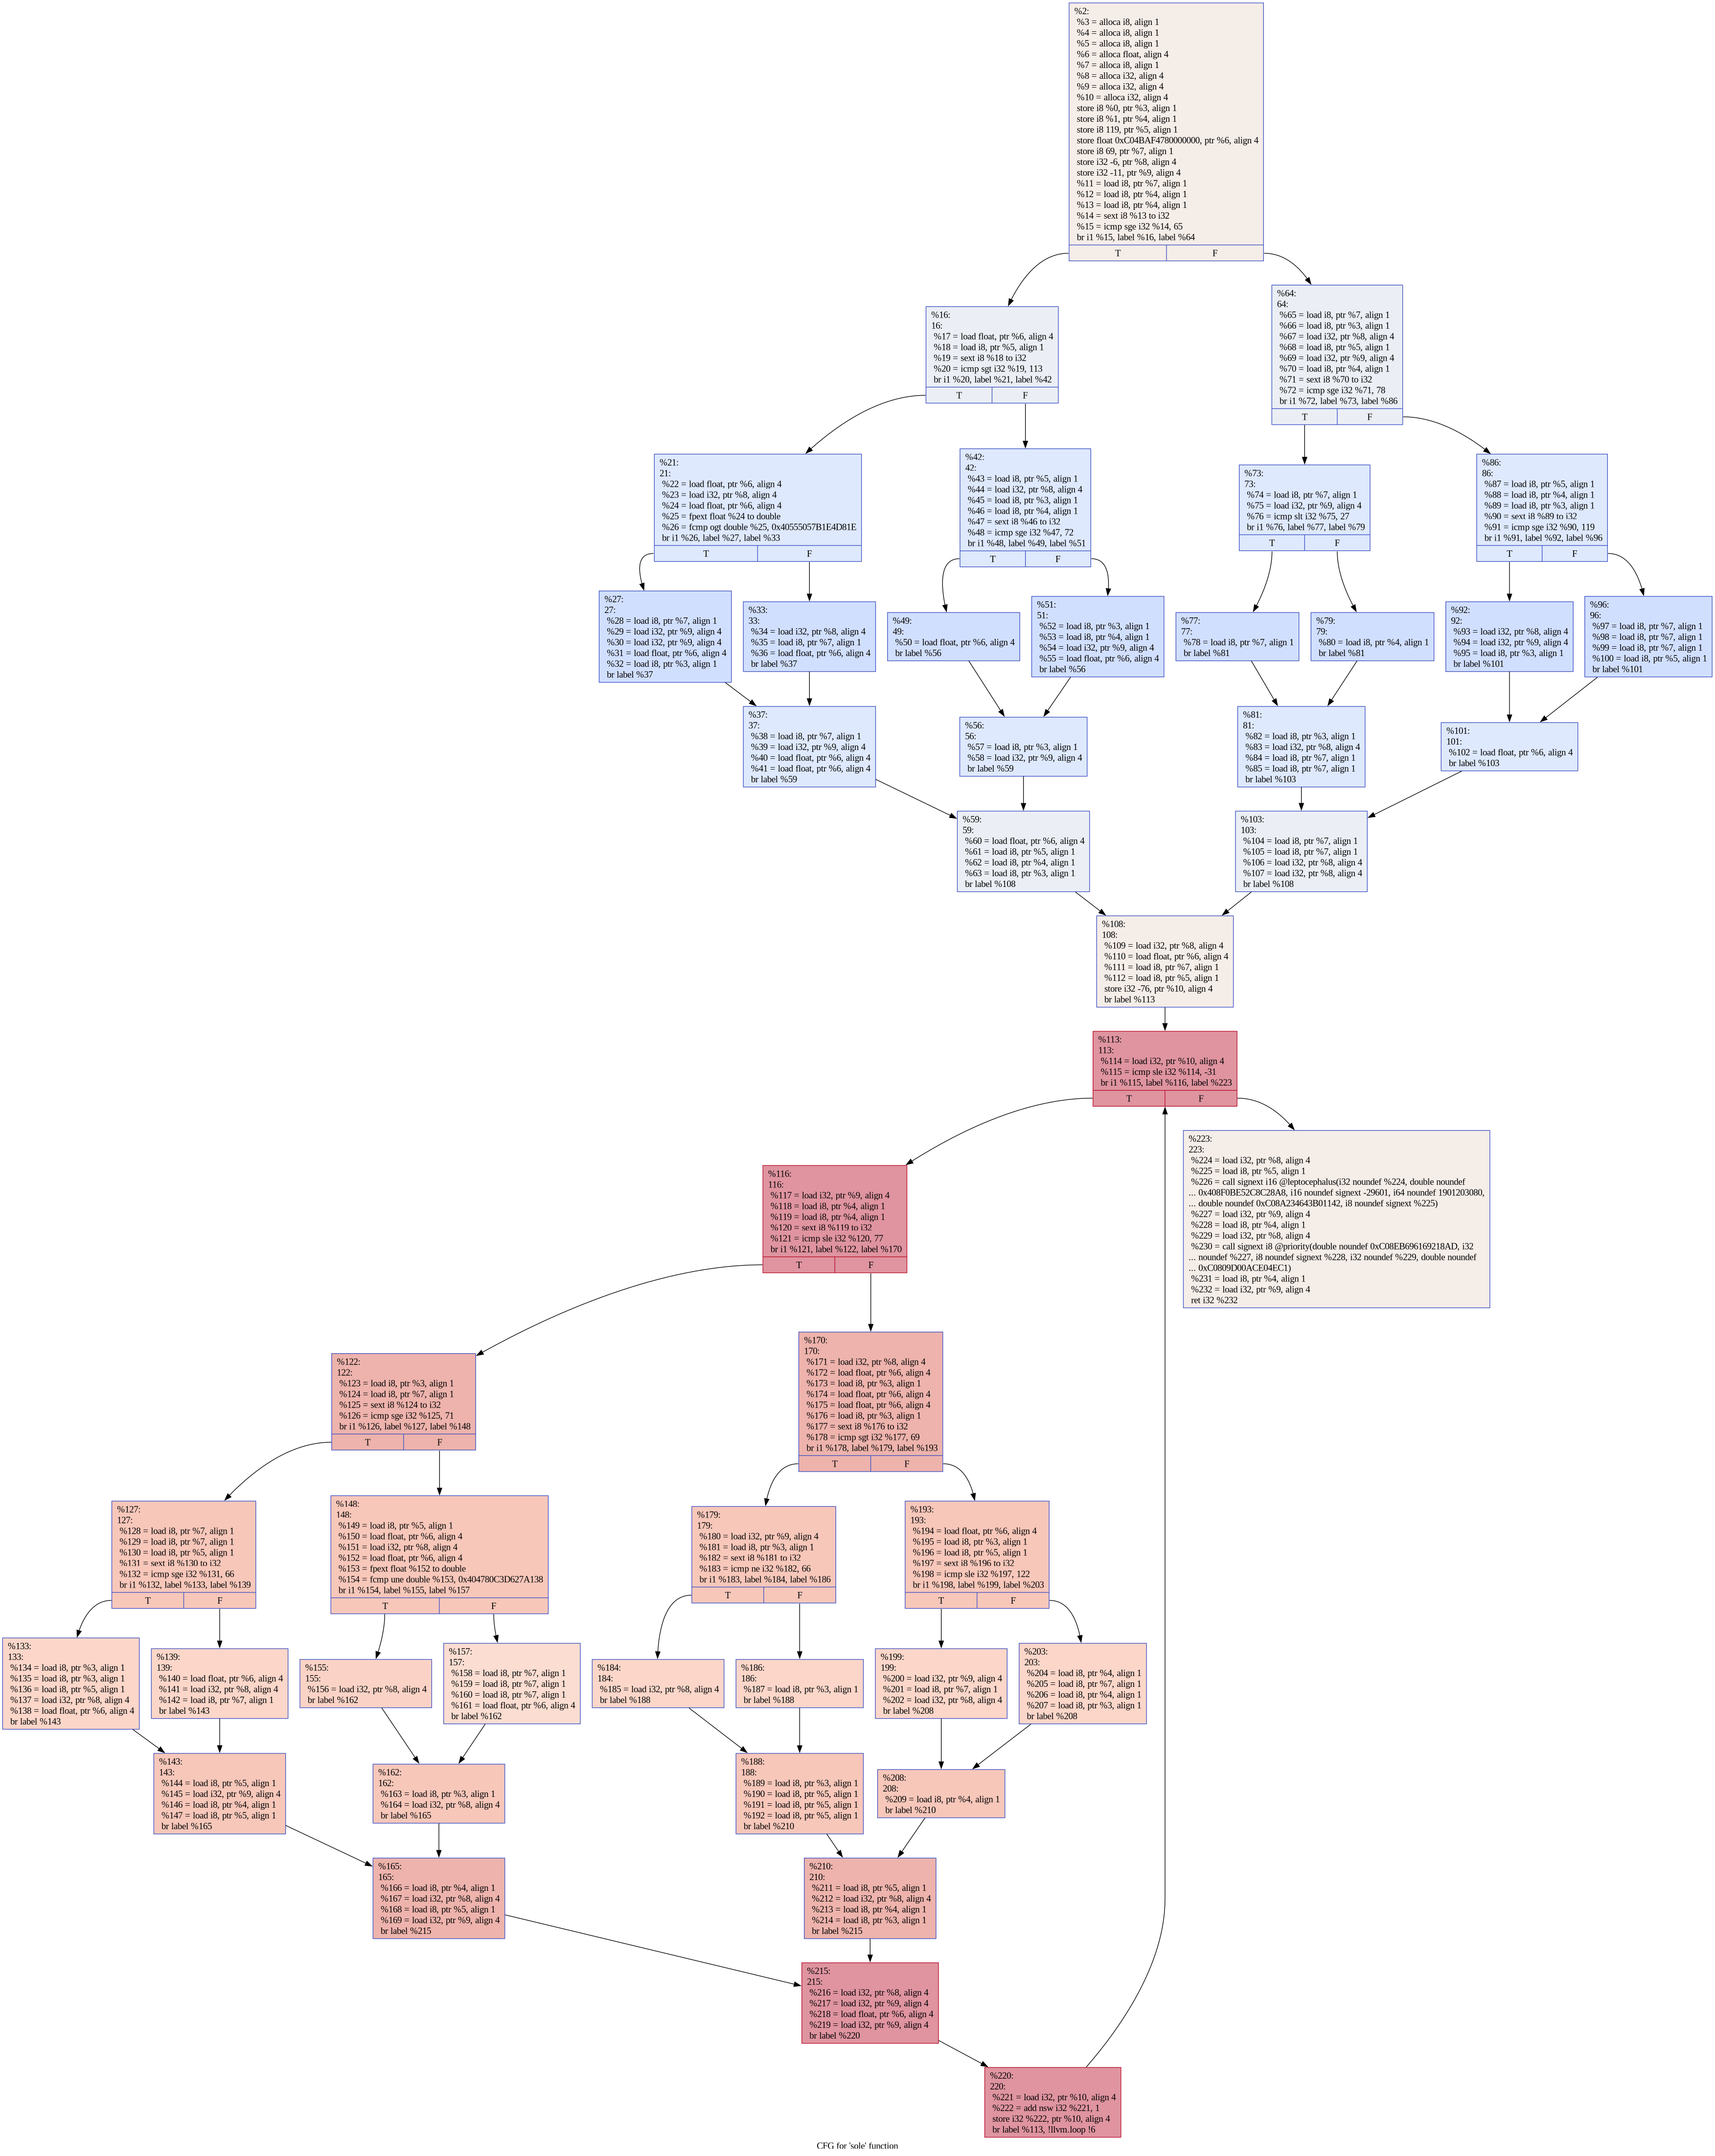 %2:
%3 = alloca i8, align 1
%4 = alloca i8, align 1
%5 = alloca i8, align 1
%6 = alloca float, align 4
%7 = alloca i8, align 1
%8 = alloca i32, align 4
%9 = alloca i32, align 4
%10 = alloca i32, align 4
store i8 %0, ptr %3, align 1
store i8 %1, ptr %4, align 1
store i8 119, ptr %5, align 1
store float 0xC04BAF4780000000, ptr %6, align 4
store i8 69, ptr %7, align 1
store i32 -6, ptr %8, align 4
store i32 -11, ptr %9, align 4
%11 = load i8, ptr %7, align 1
%12 = load i8, ptr %4, align 1
%13 = load i8, ptr %4, align 1
%14 = sext i8 %13 to i32
%15 = icmp sge i32 %14, 65
br i1 %15, label %16, label %64
T F
%16:
16:
%17 = load float, ptr %6, align 4
%18 = load i8, ptr %5, align 1
%19 = sext i8 %18 to i32
%20 = icmp sgt i32 %19, 113
br i1 %20, label %21, label %42
T F
%64:
64:
%65 = load i8, ptr %7, align 1
%66 = load i8, ptr %3, align 1
%67 = load i32, ptr %8, align 4
%68 = load i8, ptr %5, align 1
%69 = load i32, ptr %9, align 4
%70 = load i8, ptr %4, align 1
%71 = sext i8 %70 to i32
%72 = icmp sge i32 %71, 78
br i1 %72, label %73, label %86
T F
%21:
21:
%22 = load float, ptr %6, align 4
%23 = load i32, ptr %8, align 4
%24 = load float, ptr %6, align 4
%25 = fpext float %24 to double
%26 = fcmp ogt double %25, 0x40555057B1E4D81E
br i1 %26, label %27, label %33
T F
%42:
42:
%43 = load i8, ptr %5, align 1
%44 = load i32, ptr %8, align 4
%45 = load i8, ptr %3, align 1
%46 = load i8, ptr %4, align 1
%47 = sext i8 %46 to i32
%48 = icmp sge i32 %47, 72
br i1 %48, label %49, label %51
T F
%73:
73:
%74 = load i8, ptr %7, align 1
%75 = load i32, ptr %9, align 4
%76 = icmp slt i32 %75, 27
br i1 %76, label %77, label %79
T F
%86:
86:
%87 = load i8, ptr %5, align 1
%88 = load i8, ptr %4, align 1
%89 = load i8, ptr %3, align 1
%90 = sext i8 %89 to i32
%91 = icmp sge i32 %90, 119
br i1 %91, label %92, label %96
T F
%27:
27:
%28 = load i8, ptr %7, align 1
%29 = load i32, ptr %9, align 4
%30 = load i32, ptr %9, align 4
%31 = load float, ptr %6, align 4
%32 = load i8, ptr %3, align 1
br label %37
%33:
33:
%34 = load i32, ptr %8, align 4
%35 = load i8, ptr %7, align 1
%36 = load float, ptr %6, align 4
br label %37
%49:
49:
%50 = load float, ptr %6, align 4
br label %56
%51:
51:
%52 = load i8, ptr %3, align 1
%53 = load i8, ptr %4, align 1
%54 = load i32, ptr %9, align 4
%55 = load float, ptr %6, align 4
br label %56
%77:
77:
%78 = load i8, ptr %7, align 1
br label %81
%79:
79:
%80 = load i8, ptr %4, align 1
br label %81
%92:
92:
%93 = load i32, ptr %8, align 4
%94 = load i32, ptr %9, align 4
%95 = load i8, ptr %3, align 1
br label %101
%96:
96:
%97 = load i8, ptr %7, align 1
%98 = load i8, ptr %7, align 1
%99 = load i8, ptr %7, align 1
%100 = load i8, ptr %5, align 1
br label %101
%37:
37:
%38 = load i8, ptr %7, align 1
%39 = load i32, ptr %9, align 4
%40 = load float, ptr %6, align 4
%41 = load float, ptr %6, align 4
br label %59
%56:
56:
%57 = load i8, ptr %3, align 1
%58 = load i32, ptr %9, align 4
br label %59
%81:
81:
%82 = load i8, ptr %3, align 1
%83 = load i32, ptr %8, align 4
%84 = load i8, ptr %7, align 1
%85 = load i8, ptr %7, align 1
br label %103
%101:
101:
%102 = load float, ptr %6, align 4
br label %103
%59:
59:
%60 = load float, ptr %6, align 4
%61 = load i8, ptr %5, align 1
%62 = load i8, ptr %4, align 1
%63 = load i8, ptr %3, align 1
br label %108
%103:
103:
%104 = load i8, ptr %7, align 1
%105 = load i8, ptr %7, align 1
%106 = load i32, ptr %8, align 4
%107 = load i32, ptr %8, align 4
br label %108
%108:
108:
%109 = load i32, ptr %8, align 4
%110 = load float, ptr %6, align 4
%111 = load i8, ptr %7, align 1
%112 = load i8, ptr %5, align 1
store i32 -76, ptr %10, align 4
br label %113
%113:
113:
%114 = load i32, ptr %10, align 4
%115 = icmp sle i32 %114, -31
br i1 %115, label %116, label %223
T F
%223:
223:
%224 = load i32, ptr %8, align 4
%225 = load i8, ptr %5, align 1
%226 = call signext i16 @leptocephalus(i32 noundef %224, double noundef
... 0x408F0BE52C8C28A8, i16 noundef signext -29601, i64 noundef 1901203080,
... double noundef 0xC08A234643B01142, i8 noundef signext %225)
%227 = load i32, ptr %9, align 4
%228 = load i8, ptr %4, align 1
%229 = load i32, ptr %8, align 4
%230 = call signext i8 @priority(double noundef 0xC08EB696169218AD, i32
... noundef %227, i8 noundef signext %228, i32 noundef %229, double noundef
... 0xC0809D00ACE04EC1)
%231 = load i8, ptr %4, align 1
%232 = load i32, ptr %9, align 4
ret i32 %232
%116:
116:
%117 = load i32, ptr %9, align 4
%118 = load i8, ptr %4, align 1
%119 = load i8, ptr %4, align 1
%120 = sext i8 %119 to i32
%121 = icmp sle i32 %120, 77
br i1 %121, label %122, label %170
T F
%122:
122:
%123 = load i8, ptr %3, align 1
%124 = load i8, ptr %7, align 1
%125 = sext i8 %124 to i32
%126 = icmp sge i32 %125, 71
br i1 %126, label %127, label %148
T F
%170:
170:
%171 = load i32, ptr %8, align 4
%172 = load float, ptr %6, align 4
%173 = load i8, ptr %3, align 1
%174 = load float, ptr %6, align 4
%175 = load float, ptr %6, align 4
%176 = load i8, ptr %3, align 1
%177 = sext i8 %176 to i32
%178 = icmp sgt i32 %177, 69
br i1 %178, label %179, label %193
T F
%127:
127:
%128 = load i8, ptr %7, align 1
%129 = load i8, ptr %7, align 1
%130 = load i8, ptr %5, align 1
%131 = sext i8 %130 to i32
%132 = icmp sge i32 %131, 66
br i1 %132, label %133, label %139
T F
%148:
148:
%149 = load i8, ptr %5, align 1
%150 = load float, ptr %6, align 4
%151 = load i32, ptr %8, align 4
%152 = load float, ptr %6, align 4
%153 = fpext float %152 to double
%154 = fcmp une double %153, 0x404780C3D627A138
br i1 %154, label %155, label %157
T F
%179:
179:
%180 = load i32, ptr %9, align 4
%181 = load i8, ptr %3, align 1
%182 = sext i8 %181 to i32
%183 = icmp ne i32 %182, 66
br i1 %183, label %184, label %186
T F
%193:
193:
%194 = load float, ptr %6, align 4
%195 = load i8, ptr %3, align 1
%196 = load i8, ptr %5, align 1
%197 = sext i8 %196 to i32
%198 = icmp sle i32 %197, 122
br i1 %198, label %199, label %203
T F
%133:
133:
%134 = load i8, ptr %3, align 1
%135 = load i8, ptr %3, align 1
%136 = load i8, ptr %5, align 1
%137 = load i32, ptr %8, align 4
%138 = load float, ptr %6, align 4
br label %143
%139:
139:
%140 = load float, ptr %6, align 4
%141 = load i32, ptr %8, align 4
%142 = load i8, ptr %7, align 1
br label %143
%155:
155:
%156 = load i32, ptr %8, align 4
br label %162
%157:
157:
%158 = load i8, ptr %7, align 1
%159 = load i8, ptr %7, align 1
%160 = load i8, ptr %7, align 1
%161 = load float, ptr %6, align 4
br label %162
%184:
184:
%185 = load i32, ptr %8, align 4
br label %188
%186:
186:
%187 = load i8, ptr %3, align 1
br label %188
%199:
199:
%200 = load i32, ptr %9, align 4
%201 = load i8, ptr %7, align 1
%202 = load i32, ptr %8, align 4
br label %208
%203:
203:
%204 = load i8, ptr %4, align 1
%205 = load i8, ptr %7, align 1
%206 = load i8, ptr %4, align 1
%207 = load i8, ptr %3, align 1
br label %208
%143:
143:
%144 = load i8, ptr %5, align 1
%145 = load i32, ptr %9, align 4
%146 = load i8, ptr %4, align 1
%147 = load i8, ptr %5, align 1
br label %165
%162:
162:
%163 = load i8, ptr %3, align 1
%164 = load i32, ptr %8, align 4
br label %165
%188:
188:
%189 = load i8, ptr %3, align 1
%190 = load i8, ptr %5, align 1
%191 = load i8, ptr %5, align 1
%192 = load i8, ptr %5, align 1
br label %210
%208:
208:
%209 = load i8, ptr %4, align 1
br label %210
%165:
165:
%166 = load i8, ptr %4, align 1
%167 = load i32, ptr %8, align 4
%168 = load i8, ptr %5, align 1
%169 = load i32, ptr %9, align 4
br label %215
%210:
210:
%211 = load i8, ptr %5, align 1
%212 = load i32, ptr %8, align 4
%213 = load i8, ptr %4, align 1
%214 = load i8, ptr %3, align 1
br label %215
%215:
215:
%216 = load i32, ptr %8, align 4
%217 = load i32, ptr %9, align 4
%218 = load float, ptr %6, align 4
%219 = load i32, ptr %9, align 4
br label %220
%220:
220:
%221 = load i32, ptr %10, align 4
%222 = add nsw i32 %221, 1
store i32 %222, ptr %10, align 4
br label %113, !llvm.loop !6
CFG for 'sole' function